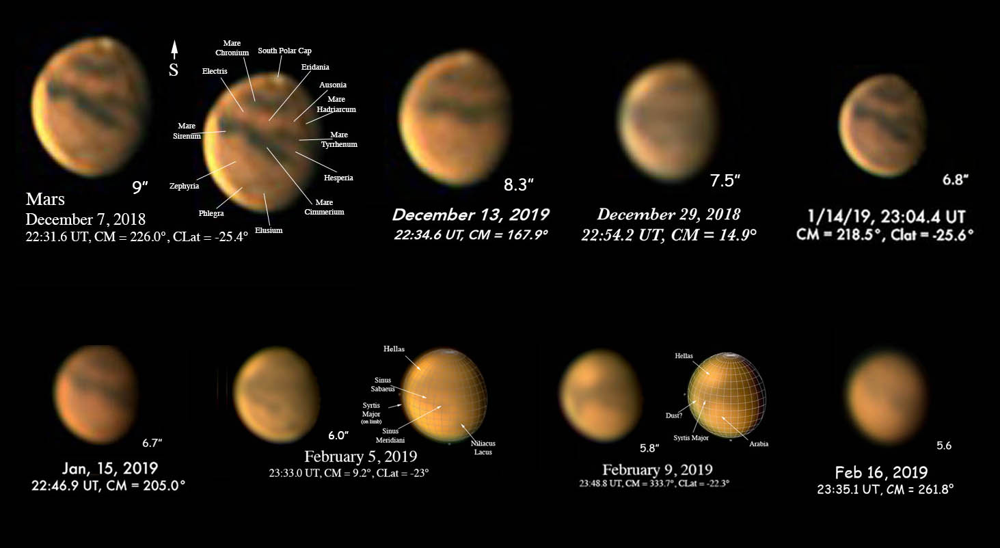 Mare
Chronium
South Polar Cap
S
Electris
Eridania
Ausonia
Mare
Hadriarcum
Mare
Sirenum
Mare
Tyrrhenum
Hesperia
Zephyria
Mare
Cimmerium
Phlegra
Elusium
9"
Mars
December 7, 2018
22:31.6 UT, CM = 226.0°, CLat = -25.4°
8.3"
December 13, 2019
22:34.6 UT, CM = 167.9°
7.5"
December 29, 2018
22:54.2 UT, CM = 14.9°
6.8"
1/14/19, 23:04.4 UT
CM = 218.5°, Clat = -25.6°
6.7"
Jan, 15, 2019
22:46.9 UT, CM = 205.0°
Hellas
Sinus
Sabaeus
Syrtis
Major
(on limb)
Sinus
Meridiani
Niliacus
Lacus
6.0"
February 5, 2019
23:33.0 UT, CM = 9.2°, CLat = -23°
Hellas
Dust?
Syrtis Major
Arabia
5.8"
February 9, 2019
23:48.8 UT, CM = 333.7°, CLat = -22.3°
5.6
Feb 16, 2019
23:35.1 UT, CM = 261.8°